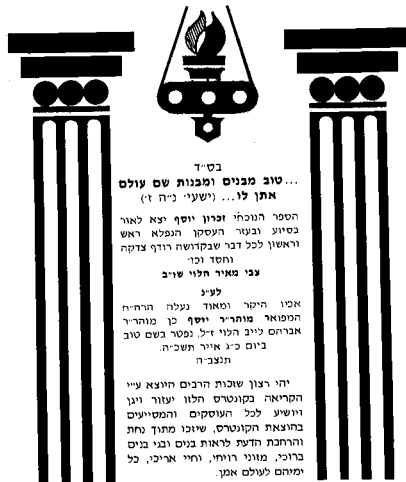 בס״ד
...טוב מבנים ומבנות שם עולם
אתן לו... (ישעי׳ נ״ה ז׳)
הספר הנוכחי זכרון יוסף יצא לאור
בסיוע ובעזר העסקן הנפלא ראש
וראשון לכל דבר שבקדושה רודף צדקה
וחסד וכו׳
צבי מאיר הלוי שו״ב
לע״נ
אביו היקר ומאוד נעלה הרה״ח
המפואר מוהר״ר יוסף בן מוהר״ר
אברהם לייב הלוי ז״ל, נפטר בשם טוב
ביום כ״ג אייר תשכ״ה.
תנצב״ה
יהי רצון שזכות הרבים היוצא ע״י
הקריאה בקונטרס הלזו יעזור ויגן
ויושיע לכל העוסקים והמסייעים
בהוצאת הקונטרס, שיזכו מתוך נחת
והרחבת הדעת לראות בנים ובני בנים
ברוכי, מזוני רויחי, וחיי אריכי, כל
ימיהם לעולם אמן.